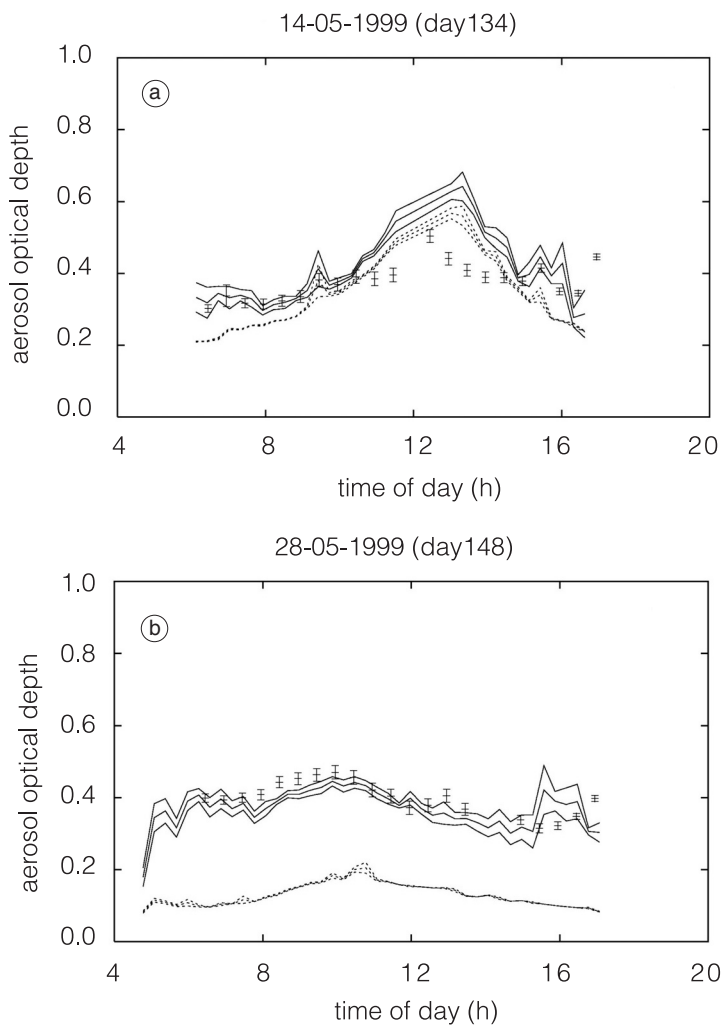 14-05-1999 (day134)
1.0
a
0.8
0.6
0.4
0.2
0.0
aerosol optical depth
4 8 12 16 20
time of day (h)
28-05-1999 (day148)
1.0
b
0.8
0.6
0.4
0.2
0.0
aerosol optical depth
4 8 12 16 20
time of day (h)